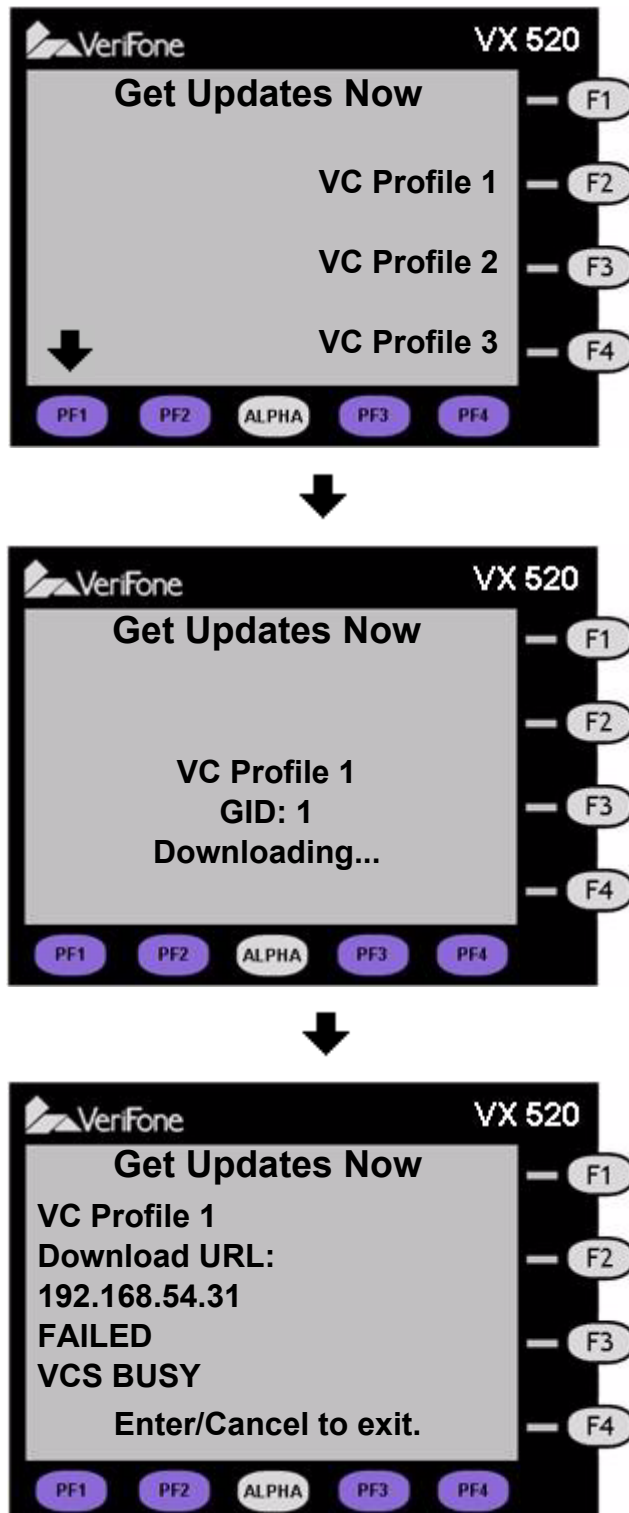 VeriFone VX 520
Get Updates Now
F1
VC Profile 1
F2
VC Profile 2
F3
VC Profile 3
F4
PF1 PF2 ALPHA PF3 PF4
VeriFone VX 520
Get Updates Now
F1
F2
VC Profile 1
GID: 1
F3
Downloading...
F4
PF1 PF2 ALPHA PF3 PF4
VeriFone VX 520
Get Updates Now
F1
VC Profile 1
Download URL:
F2
192.168.54.31
FAILED
F3
VCS BUSY
Enter/Cancel to exit.
F4
PF1 PF2 ALPHA PF3 PF4